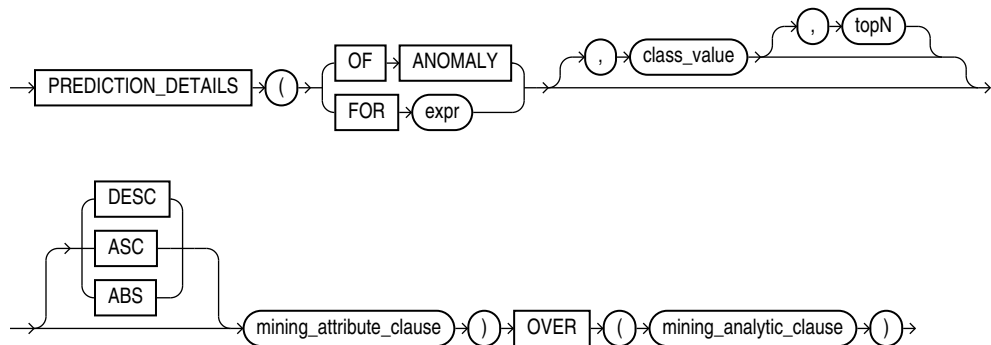 , topN
OF ANOMALY , class_value
PREDICTION_DETAILS (
FOR expr
DESC
ASC
ABS
mining_attribute_clause ) OVER ( mining_analytic_clause )